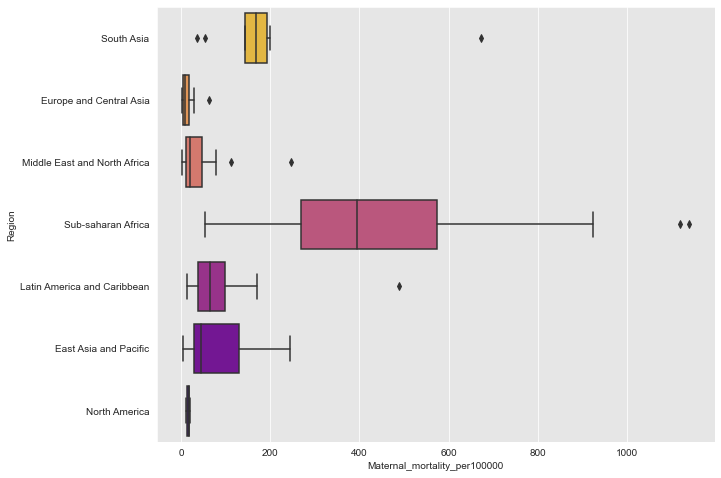 South Asia
Europe and Central Asia
Middle East and North Africa
Sub-saharan Africa
Latin America and Caribbean
East Asia and Pacific
North America
Region
0 200 400 600 800 1000
Maternal_mortality_per100000